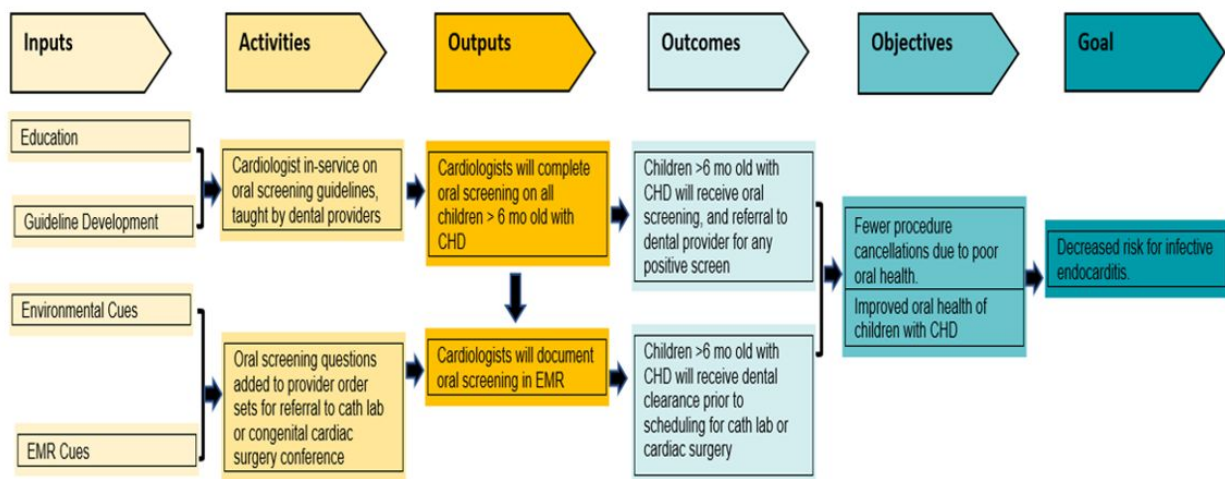 Inputs
Activities
Outputs
Outcomes
Objectives
Goal
Education
Guideline Development
Environmental Cues
EMR Cues
Cardiologist in-service on
oral screening guidelines,
taught by dental providers
Oral screening questions
added to provider order
sets for referral to cath lab
or congenital cardiac
surgery conference
Cardiologists will complete
oral screening on all
children > 6 mo old with
CHD
Cardiologists will document
oral screening in EMR
Children >6 mo old with
CHD will receive oral
screening, and referral to
dental provider for any
positive screen
Children >6 mo old with
CHD will receive dental
clearance prior to
scheduling for cath lab or
cardiac surgery
Fewer procedure
cancellations due to poor
oral health.
Improved oral health of
children with CHD
Decreased risk for infective
endocarditis.